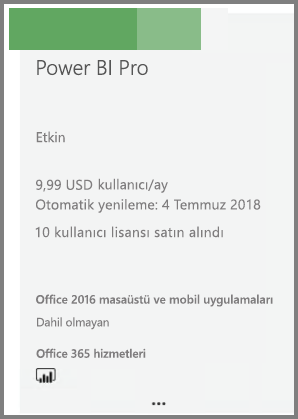 Power BI Pro
Etkin
9,99 USD kullanıcı/ay
Otomatik yenileme: 4 Temmuz 2018
10 kullanıcı lisansı satın alındı
Office 2016 masaüstü ve mobil uygulamaları
Dahil olmayan
Office 365 hizmetleri